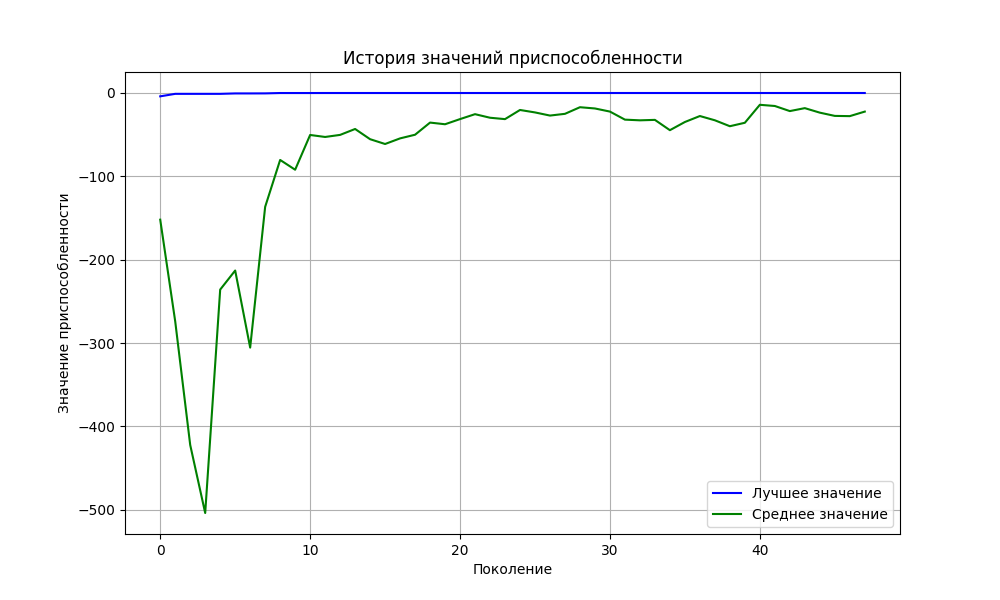 История значений приспособленности
Значение приспособленности
0
−100
−200
−300
−400
−500
0
10
20
30
40
Поколение
Лучшее значение
Среднее значение